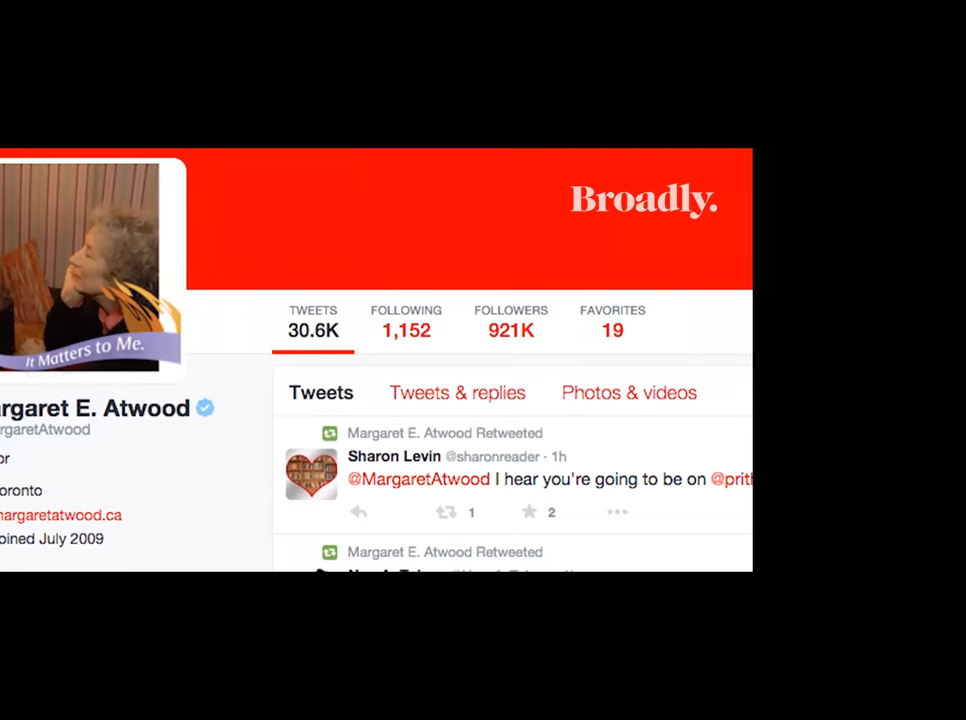 Broadly.
TWEETS FOLLOWING FOLLOWERS FAVORITES
30.6K 1,152 921K 19
It Matters to Me.
Tweets Tweets & replies Photos & videos
rgaret E. Atwood
rgaretAtwood
or
oronto
argaretatwood.ca
oined July 2009
Margaret E. Atwood Retweeted
Sharon Levin @sharonreader · 1h
@MargaretAtwood I hear you're going to be on @prith
1 2
Margaret E. Atwood Retweeted